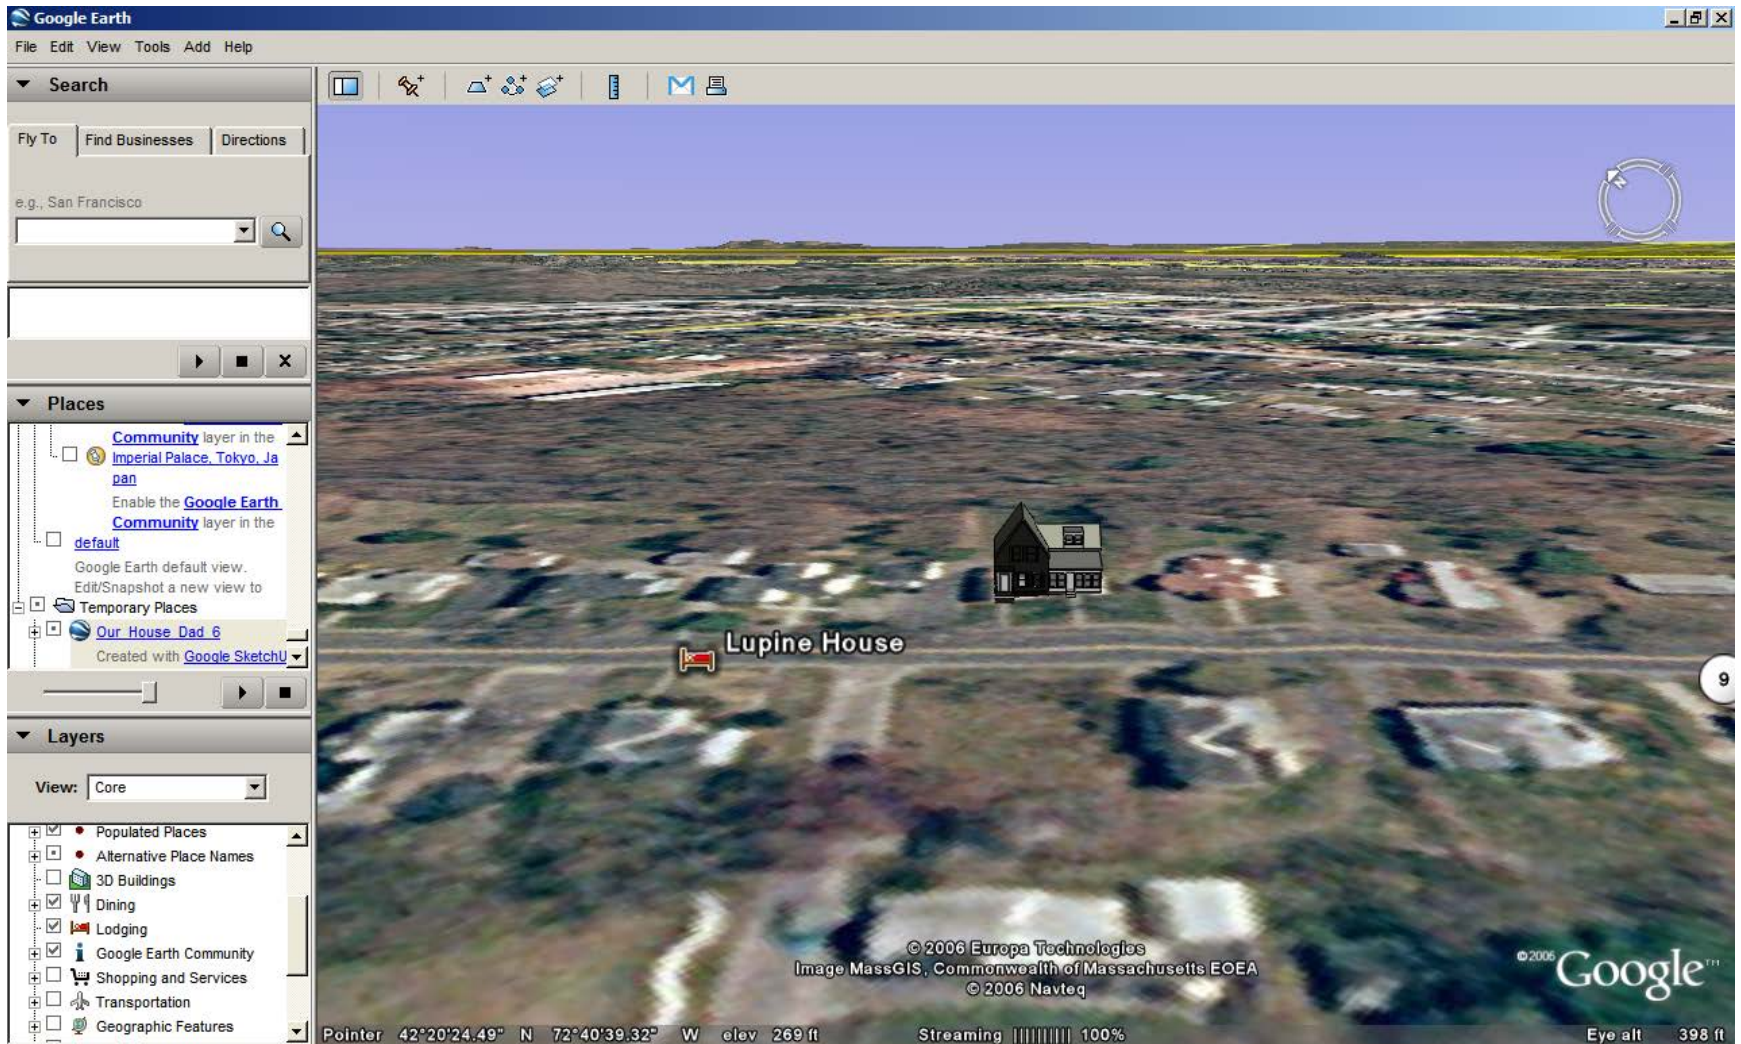 Google Earth
File Edit View Tools Add Help
Search
Fly To Find Businesses Directions
e.g., San Francisco
Places
Community layer in the
Imperial Palace, Tokyo, Ja
pan
Enable the Google Earth
Community layer in the
default
Google Earth default view.
Edit/Snapshot a new view to
Temporary Places
Our House Dad 6
Created with Google SketchU
Layers
View: Core
Populated Places
Alternative Place Names
3D Buildings
Dining
Lodging
Google Earth Community
Shopping and Services
Transportation
Geographic Features
N
Lupine House
9
© 2006 Europa Technologies
Image MassGIS, Commonwealth of Massachusetts EOEA
© 2006 Navteq
©2006 Google™
Pointer 42°20'24.49" N 72°40'39.32" W elev 269 ft Streaming |||||||||| 100% Eye alt 398 ft